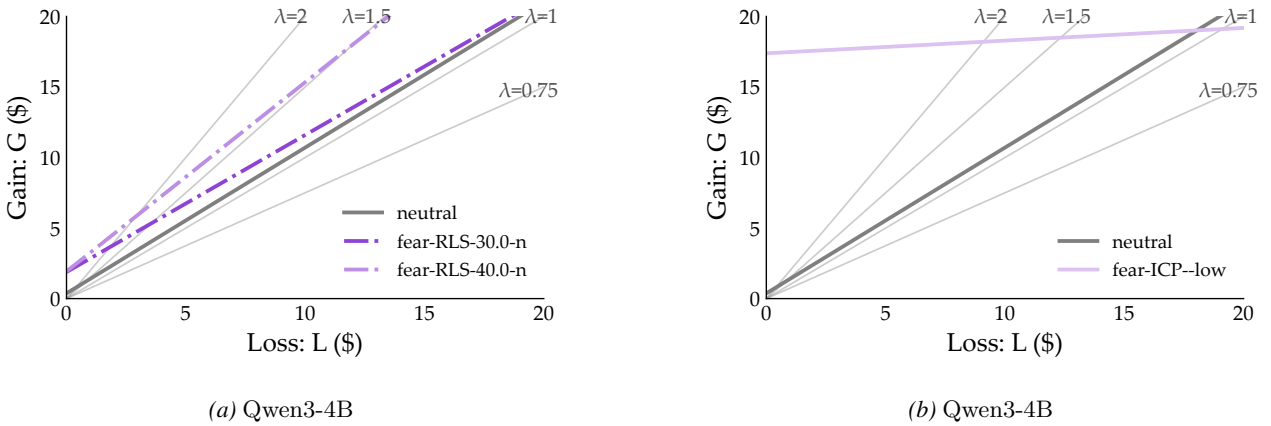 λ=2
λ=1.5
λ=1
λ=0.75
20
15
10
5
0
Gain: G ($)
neutral
fear-RLS-30.0-n
fear-RLS-40.0-n
0
5
10
15
20
Loss: L ($)
(a) Qwen3-4B
λ=2
λ=1.5
λ=1
λ=0.75
20
15
10
5
0
Gain: G ($)
neutral
fear-ICP--low
0
5
10
15
20
Loss: L ($)
(b) Qwen3-4B